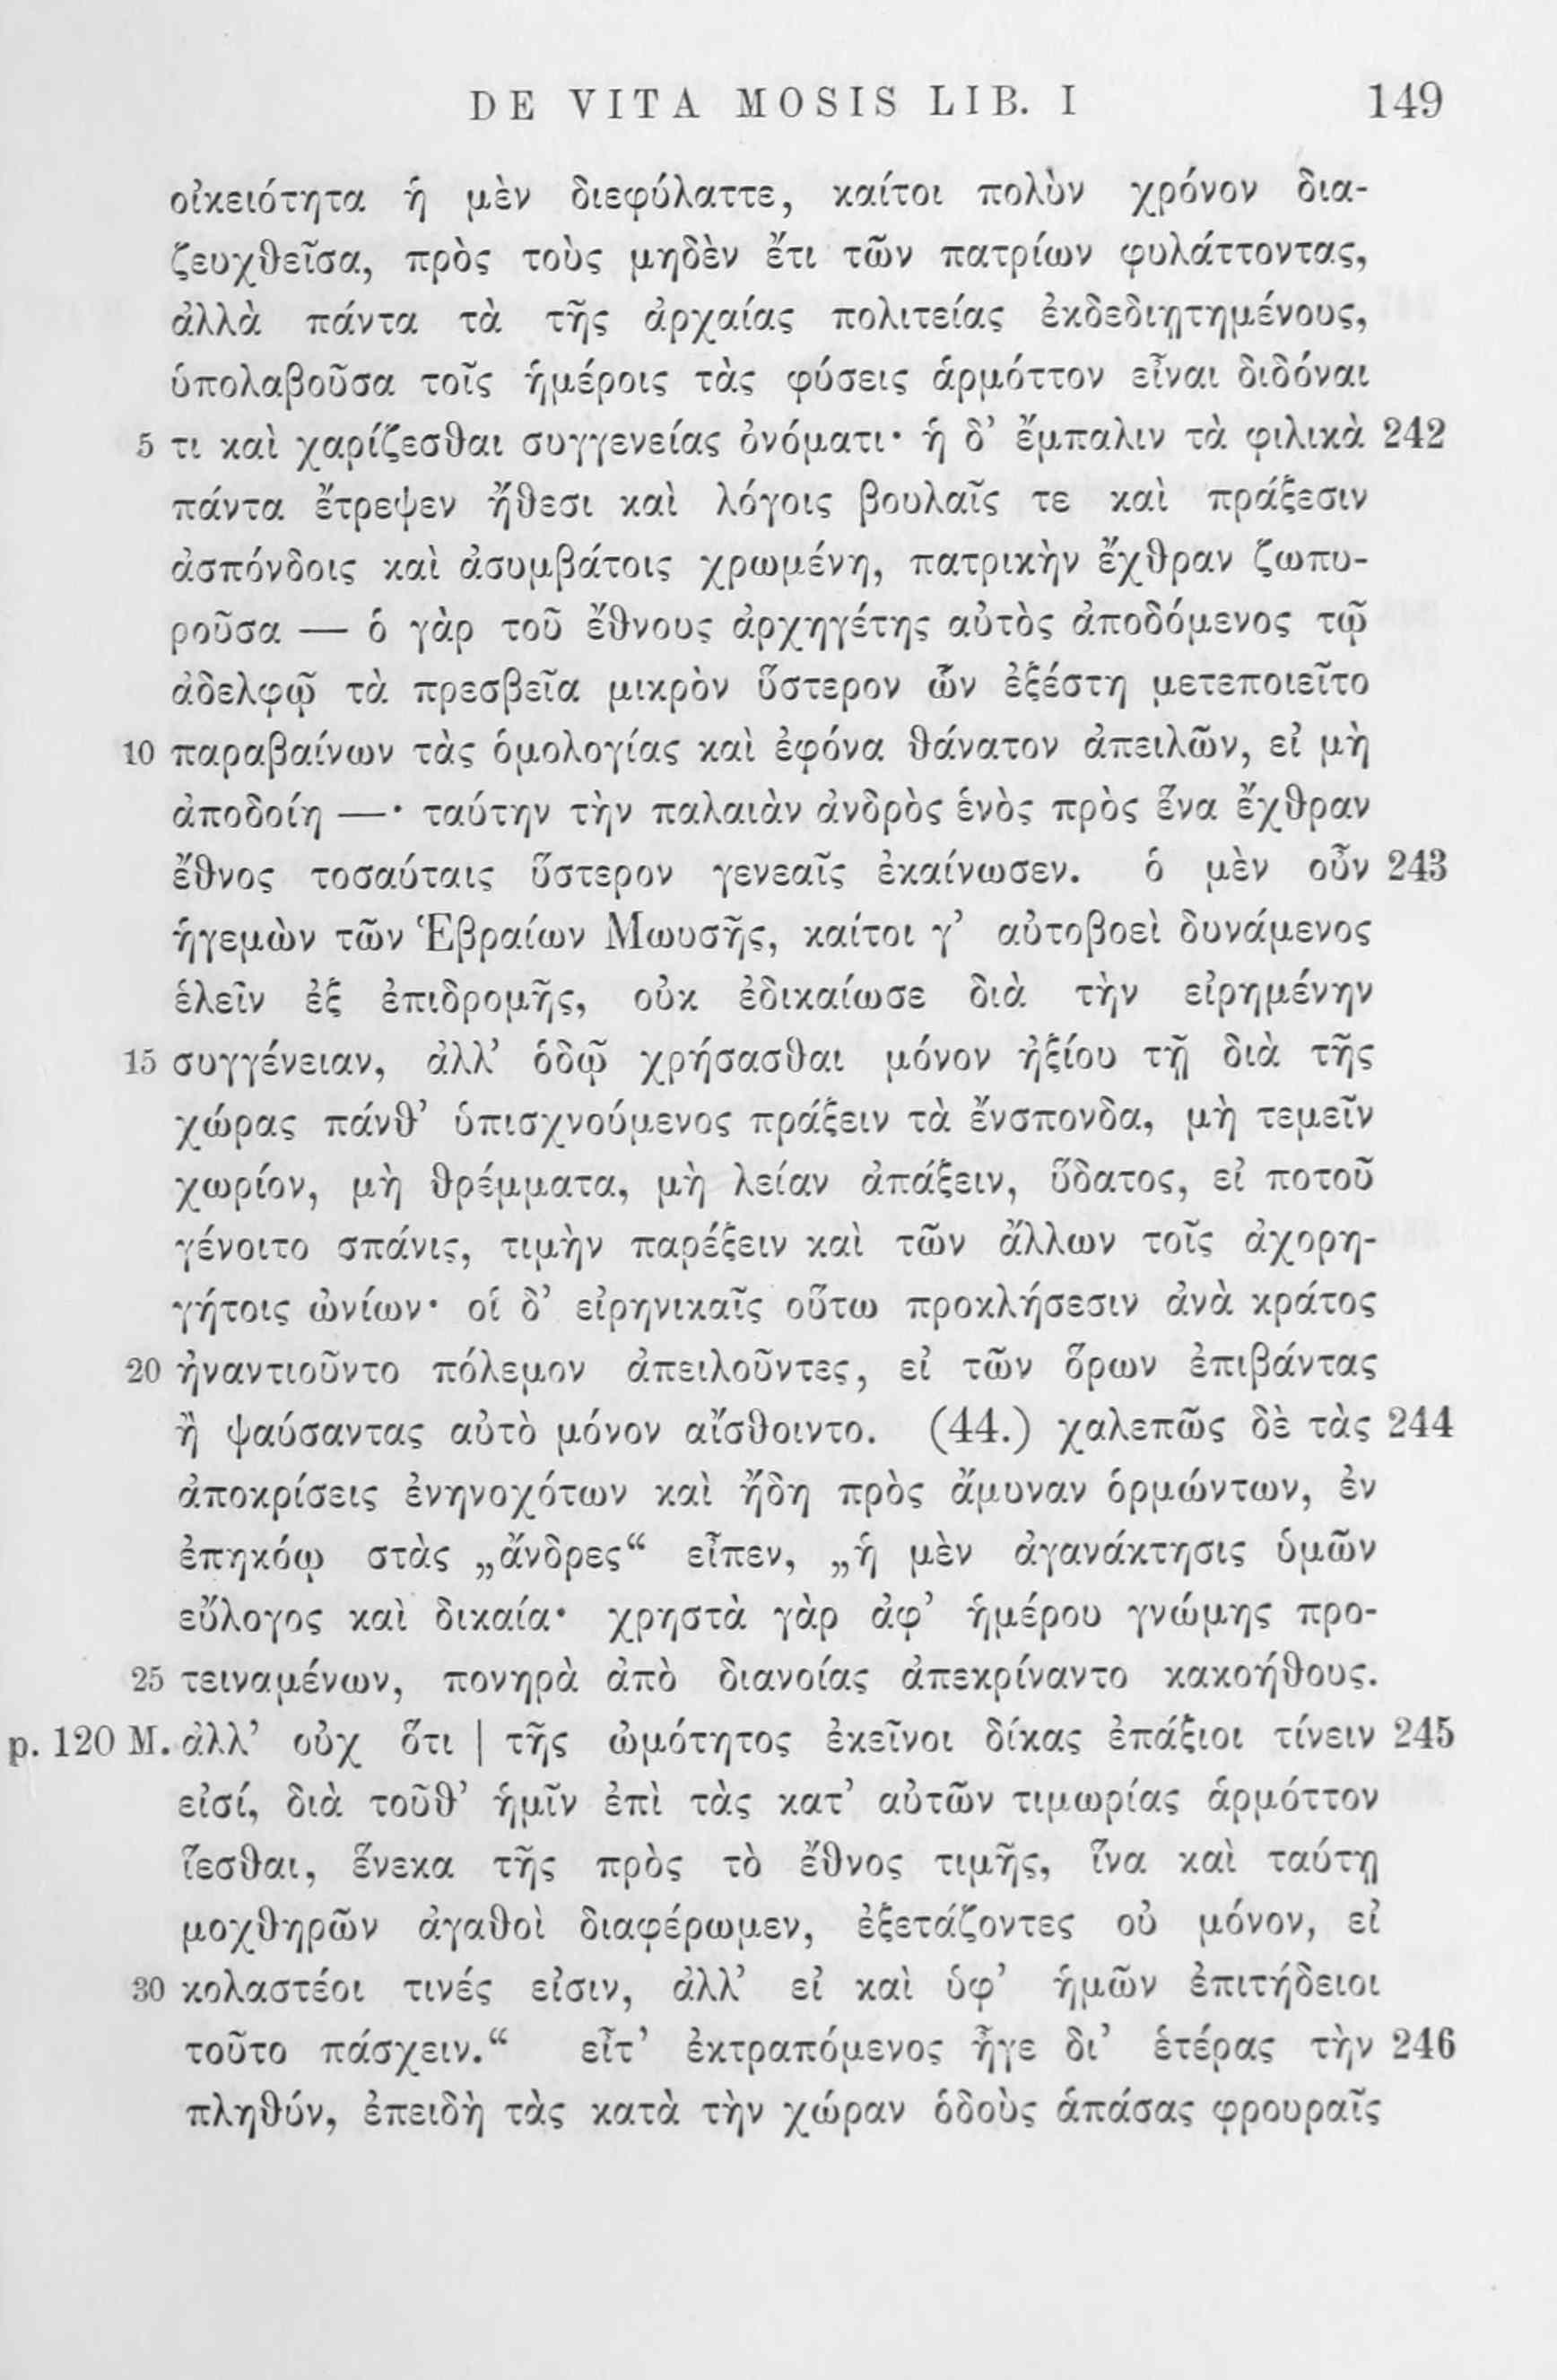 DE VITA MOSIS LIB. I 149
οἰκειότητα ἡ μὲν διεφύλαττε, καίτοι πολὺν χρόνον δια-
ζευχθεῖσα, πρὸς τοὺς μηδὲν ἔτι τῶν πατρίων φυλάττοντας,
ἀλλὰ πάντα τὰ τῆς ἀρχαίας πολιτείας ἐκδεδιῃτημένους,
ὑπολαβοῦσα τοῖς ἡμέροις τὰς φύσεις ἁρμόττον εἶναι διδόναι
5 τι καὶ χαρίζεσθαι συγγενείας ὀνόματι· ἡ δ’ ἔμπαλιν τὰ φιλικὰ 242
πάντα ἔτρεψεν ἤθεσι καὶ λόγοις βουλαῖς τε καὶ πράξεσιν
ἀσπόνδοις καὶ ἀσυμβάτοις χρωμένη, πατρικὴν ἔχθραν ζωπυ-
ροῦσα — ὁ γὰρ τοῦ ἔθνους ἀρχηγέτης αὐτὸς ἀποδόμενος τῷ
ἀδελφῷ τὰ πρεσβεῖα μικρὸν ὕστερον ὧν ἐξέστη μετεποιεῖτο
10 παραβαίνων τὰς ὁμολογίας καὶ ἐφόνα θάνατον ἀπειλῶν, εἰ μὴ
ἀποδοίη —· ταύτην τὴν παλαιὰν ἀνδρὸς ἑνὸς πρὸς ἕνα ἔχθραν
ἔθνος τοσαύταις ὕστερον γενεαῖς ἐκαίνωσεν. ὁ μὲν οὖν 243
ἡγεμὼν τῶν Ἑβραίων Μωυσῆς, καίτοι γ’ αὐτοβοεὶ δυνάμενος
ἑλεῖν ἐξ ἐπιδρομῆς, οὐκ ἐδικαίωσε διὰ τὴν εἰρημένην
15 συγγένειαν, ἀλλ’ ὁδῷ χρήσασθαι μόνον ἠξίου τῇ διὰ τῆς
χώρας πάνθ’ ὑπισχνούμενος πράξειν τὰ ἔνσπονδα, μὴ τεμεῖν
χωρίον, μὴ θρέμματα, μὴ λείαν ἀπάξειν, ὕδατος, εἰ ποτοῦ
γένοιτο σπάνις, τιμὴν παρέξειν καὶ τῶν ἄλλων τοῖς ἀχορη-
γήτοις ὠνίων· οἱ δ’ εἰρηνικαῖς οὕτω προκλήσεσιν ἀνὰ κράτος
20 ἠναντιοῦντο πόλεμον ἀπειλοῦντες, εἰ τῶν ὅρων ἐπιβάντας
ἢ ψαύσαντας αὐτὸ μόνον αἴσθοιντο. (44.) χαλεπῶς δὲ τὰς 244
ἀποκρίσεις ἐνηνοχότων καὶ ἤδη πρὸς ἄμυναν ὁρμώντων, ἐν
ἐπηκόῳ στὰς „ἄνδρες“ εἶπεν, „ἡ μὲν ἀγανάκτησις ὑμῶν
εὔλογος καὶ δικαία· χρηστὰ γὰρ ἀφ’ ἡμέρου γνώμης προ-
25 τειναμένων, πονηρὰ ἀπὸ διανοίας ἀπεκρίναντο κακοήθους.
p. 120 M. ἀλλ’ οὐχ ὅτι | τῆς ὠμότητος ἐκεῖνοι δίκας ἐπάξιοι τίνειν 245
εἰσί, διὰ τοῦθ’ ἡμῖν ἐπὶ τὰς κατ’ αὐτῶν τιμωρίας ἁρμόττον
ἵεσθαι, ἕνεκα τῆς πρὸς τὸ ἔθνος τιμῆς, ἵνα καὶ ταύτῃ
μοχθηρῶν ἀγαθοὶ διαφέρωμεν, ἐξετάζοντες οὐ μόνον, εἰ
30 κολαστέοι τινές εἰσιν, ἀλλ’ εἰ καὶ ὑφ’ ἡμῶν ἐπιτήδειοι
τοῦτο πάσχειν.“ εἶτ’ ἐκτραπόμενος ἦγε δι’ ἑτέρας τὴν 246
πληθύν, ἐπειδὴ τὰς κατὰ τὴν χώραν ὁδοὺς ἁπάσας φρουραῖς